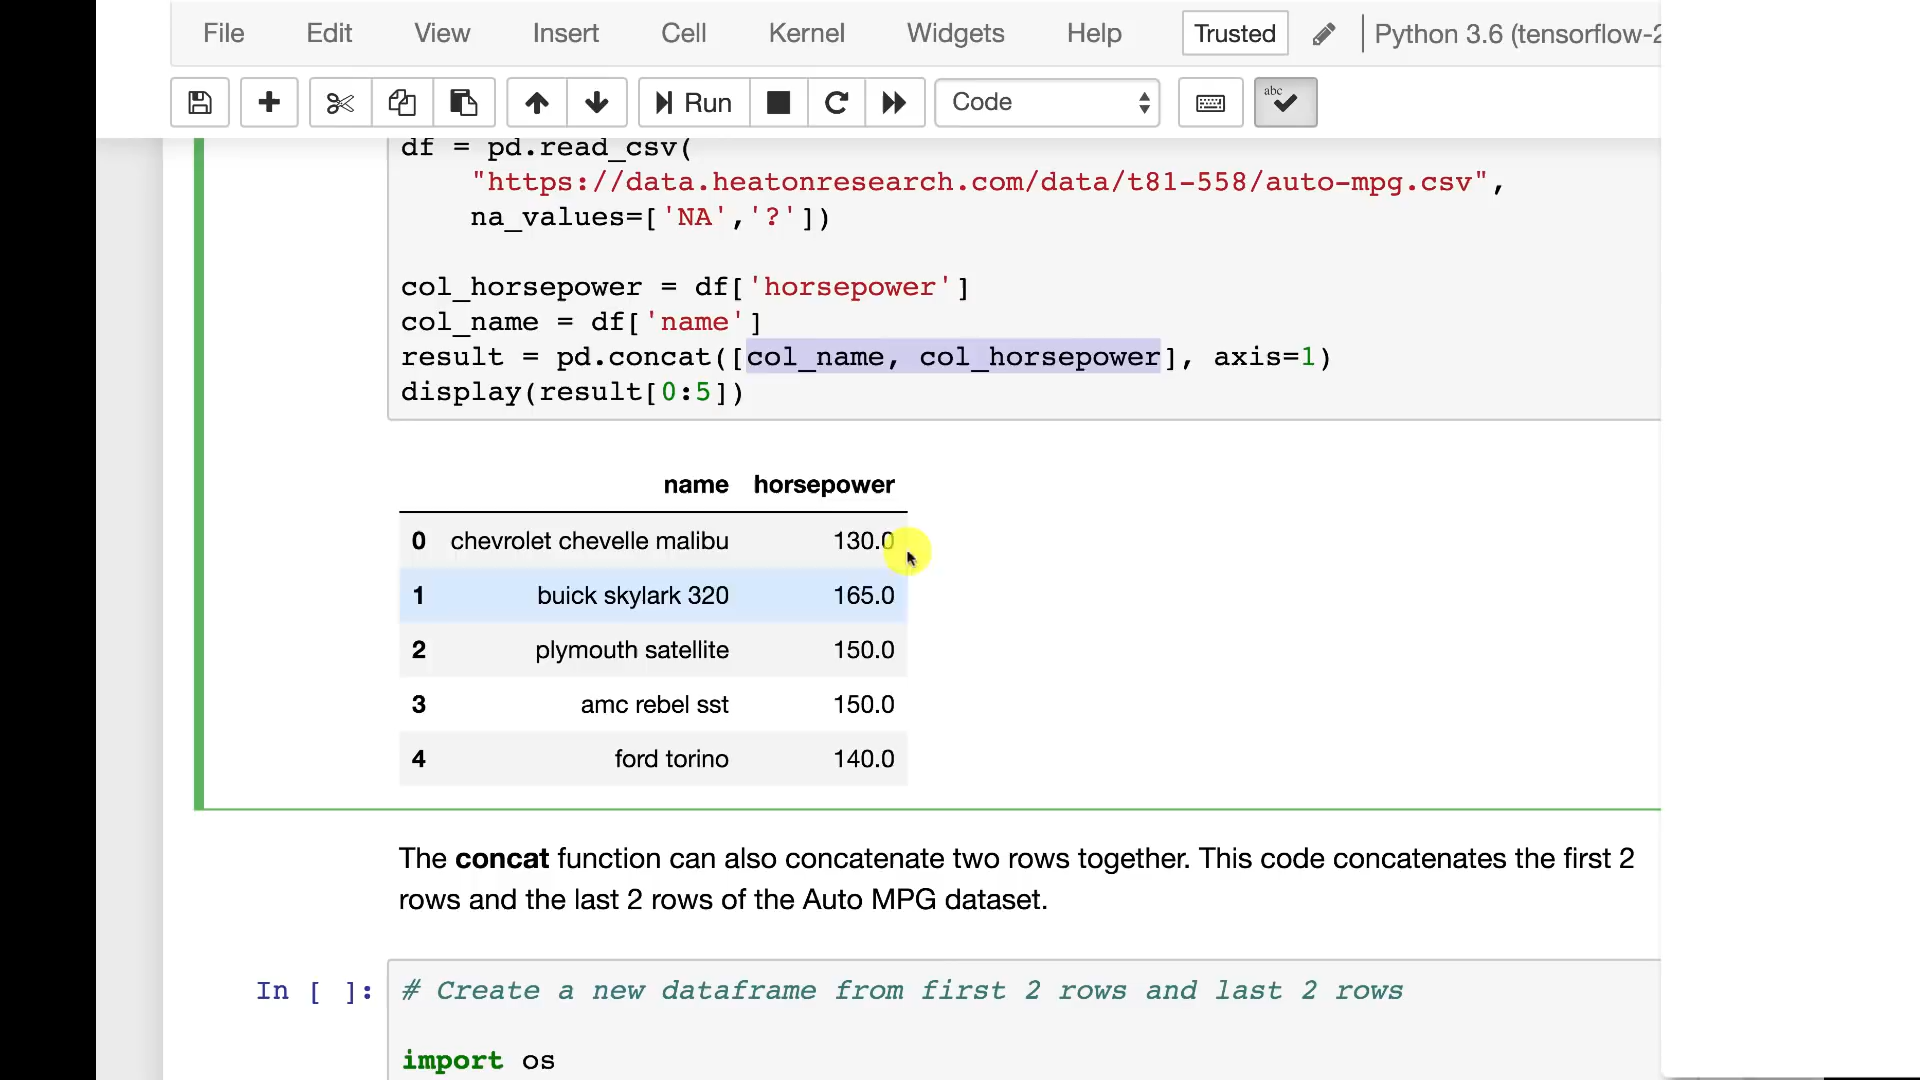 File Edit View Insert Cell Kernel Widgets Help Trusted Python 3.6 (tensorflow-2
Run Code abc
df = pd.read_csv(
"https://data.heatonresearch.com/data/t81-558/auto-mpg.csv",
na_values=['NA','?'])
col_horsepower = df['horsepower']
col_name = df['name']
result = pd.concat([col_name, col_horsepower], axis=1)
display(result[0:5])
name horsepower
0 chevrolet chevelle malibu 130.0
1 buick skylark 320 165.0
2 plymouth satellite 150.0
3 amc rebel sst 150.0
4 ford torino 140.0
The concat function can also concatenate two rows together. This code concatenates the first 2
rows and the last 2 rows of the Auto MPG dataset.
In [ ]: # Create a new dataframe from first 2 rows and last 2 rows
import os